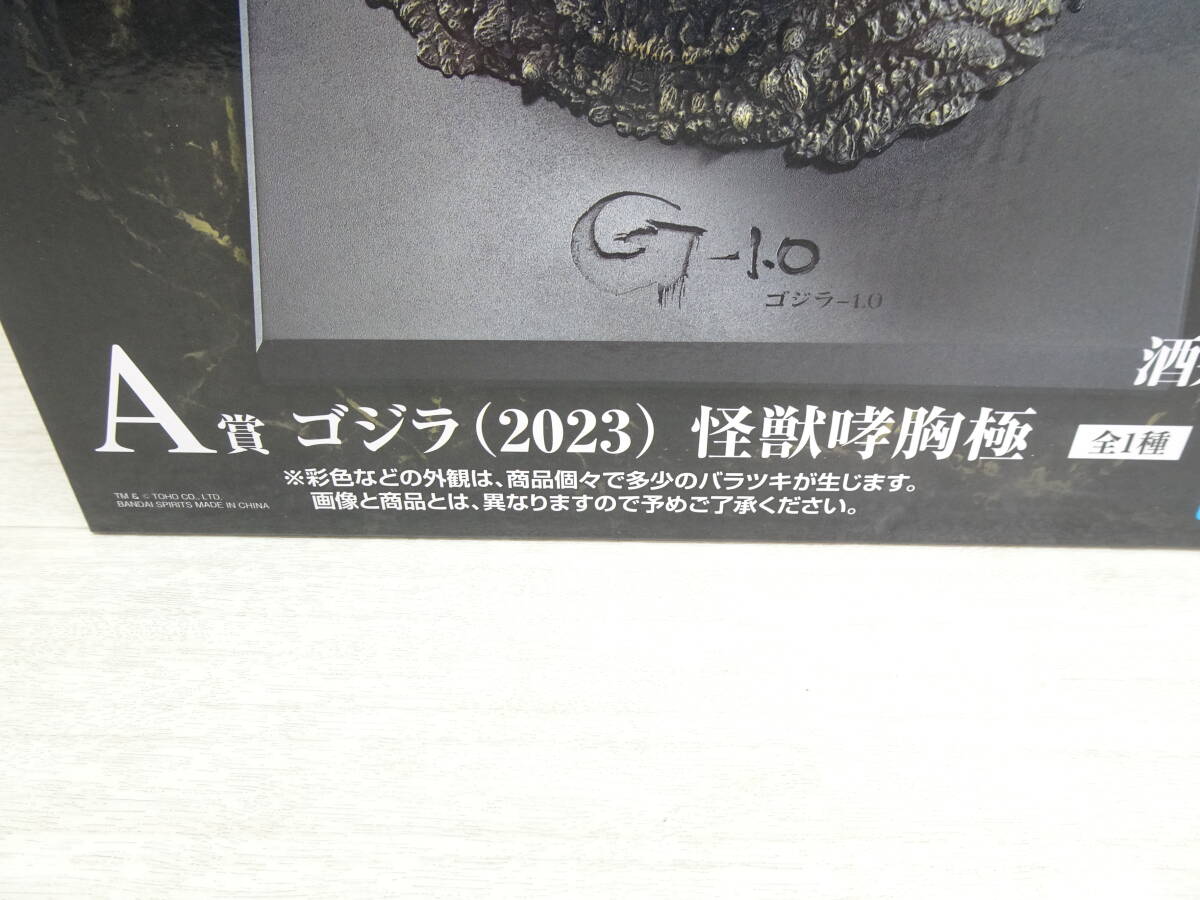 G-1.0
ゴジラ-1.0
酒
A賞 ゴジラ(2023) 怪獣哮胸極 全1種
※彩色などの外観は、商品個々で多少のバラツキが生じます。
画像と商品とは、異なりますので予めご了承ください。
TM & © TOHO CO., LTD.
BANDAI SPIRITS MADE IN CHINA